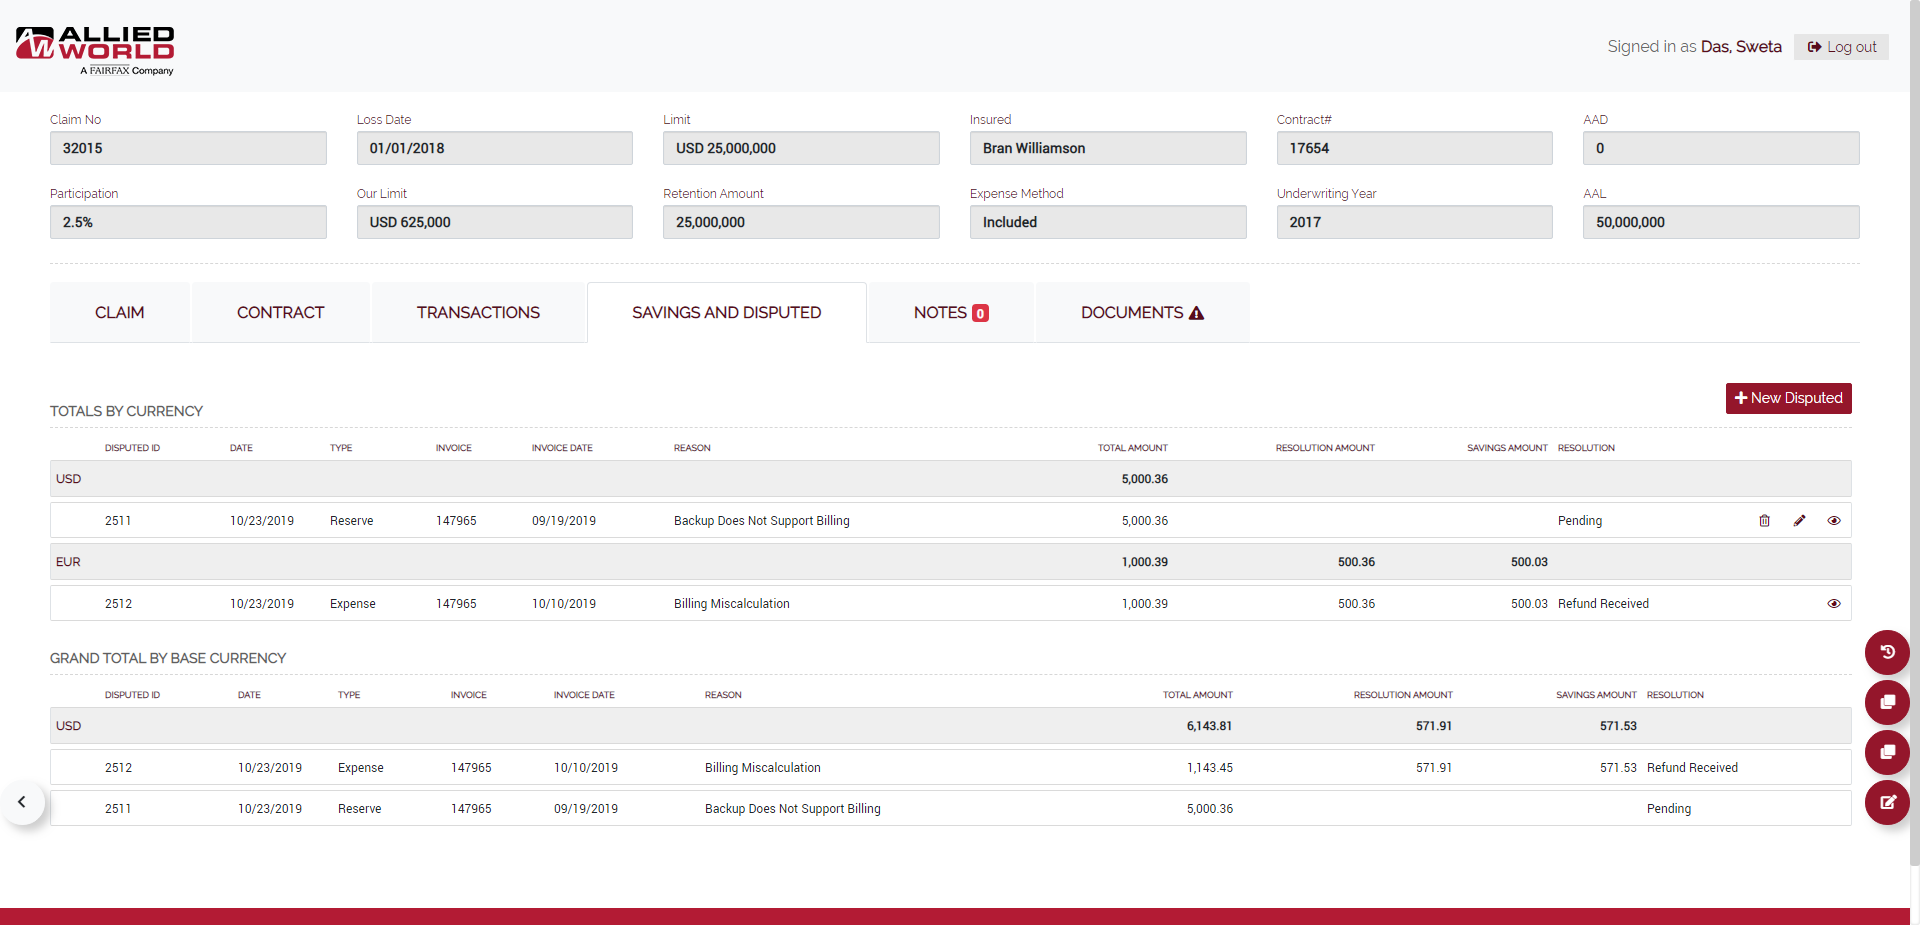 ALLIED
WORLD
A FAIRFAX Company
Signed in as Das, Sweta Log out
Claim No Loss Date Limit Insured Contract# AAD
32015 01/01/2018 USD 25,000,000 Bran Williamson 17654 0
Participation Our Limit Retention Amount Expense Method Underwriting Year AAL
2.5% USD 625,000 25,000,000 Included 2017 50,000,000
CLAIM CONTRACT TRANSACTIONS SAVINGS AND DISPUTED NOTES 0 DOCUMENTS
New Disputed
TOTALS BY CURRENCY
DISPUTED ID DATE TYPE INVOICE INVOICE DATE REASON TOTAL AMOUNT RESOLUTION AMOUNT SAVINGS AMOUNT RESOLUTION
USD 5,000.36
2511 10/23/2019 Reserve 147965 09/19/2019 Backup Does Not Support Billing 5,000.36 Pending
EUR 1,000.39 500.36 500.03
2512 10/23/2019 Expense 147965 10/10/2019 Billing Miscalculation 1,000.39 500.36 500.03 Refund Received
GRAND TOTAL BY BASE CURRENCY
DISPUTED ID DATE TYPE INVOICE INVOICE DATE REASON TOTAL AMOUNT RESOLUTION AMOUNT SAVINGS AMOUNT RESOLUTION
USD 6,143.81 571.91 571.53
2512 10/23/2019 Expense 147965 10/10/2019 Billing Miscalculation 1,143.45 571.91 571.53 Refund Received
2511 10/23/2019 Reserve 147965 09/19/2019 Backup Does Not Support Billing 5,000.36 Pending